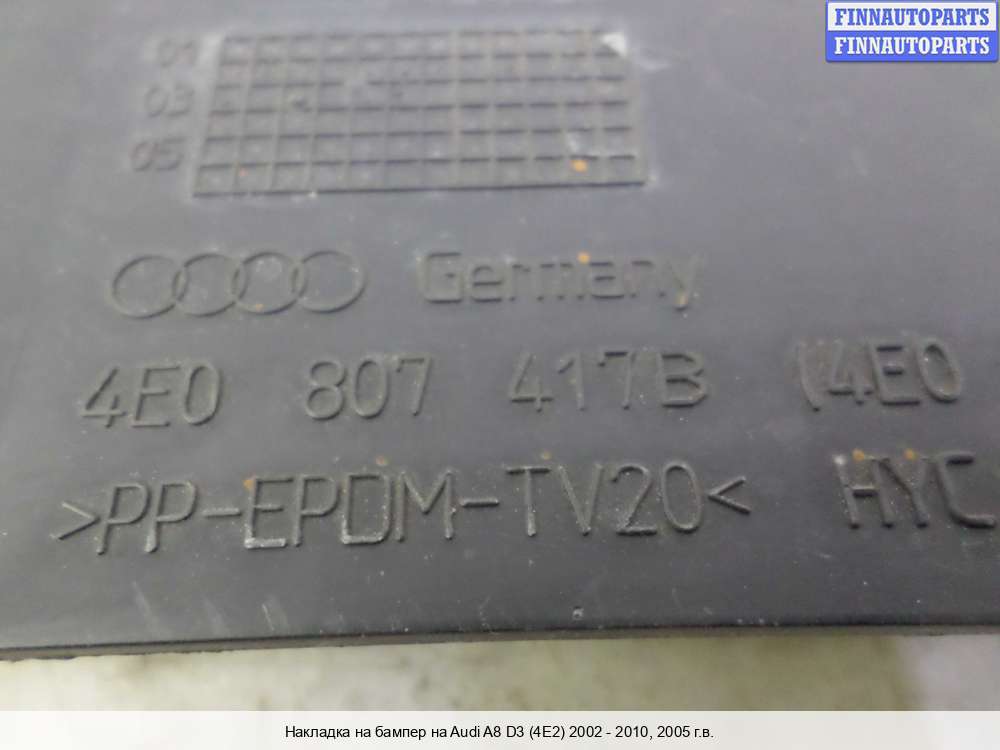 FINNAUTOPARTS
FINNAUTOPARTS
01
03
05
Germany
4E0 807 417B (4E0
>PP-EPDM-TV20< HYC
Накладка на бампер на Audi A8 D3 (4E2) 2002 - 2010, 2005 г.в.